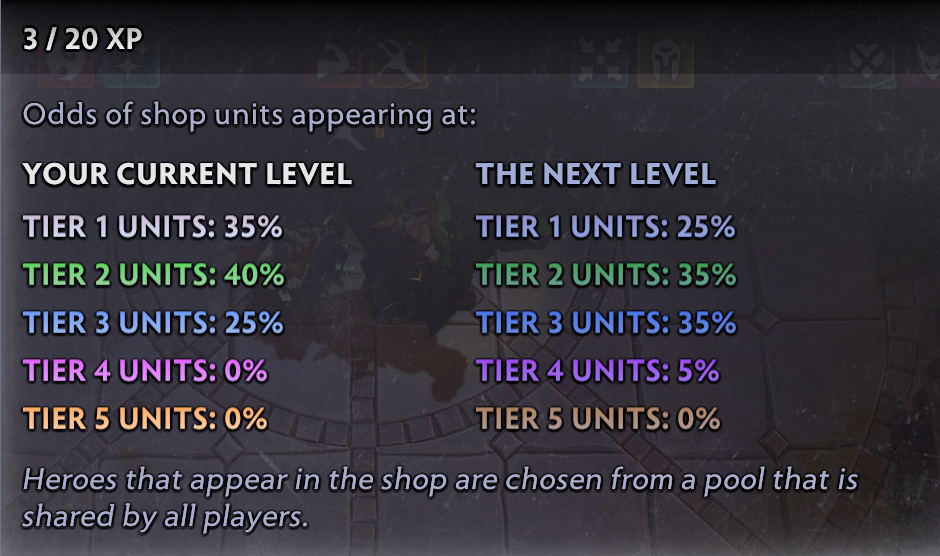 3 / 20 XP
Odds of shop units appearing at:
YOUR CURRENT LEVEL
TIER 1 UNITS: 35%
TIER 2 UNITS: 40%
TIER 3 UNITS: 25%
TIER 4 UNITS: 0%
TIER 5 UNITS: 0%
THE NEXT LEVEL
TIER 1 UNITS: 25%
TIER 2 UNITS: 35%
TIER 3 UNITS: 35%
TIER 4 UNITS: 5%
TIER 5 UNITS: 0%
Heroes that appear in the shop are chosen from a pool that is
shared by all players.